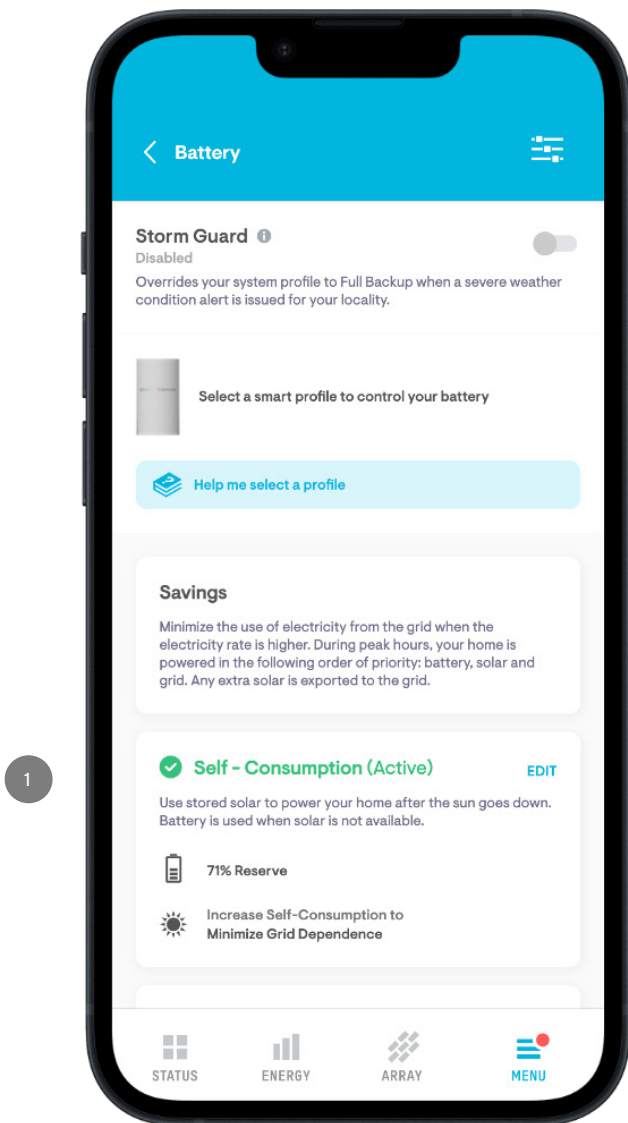 Battery
Storm Guard
Disabled
Overrides your system profile to Full Backup when a severe weather
condition alert is issued for your locality.
Select a smart profile to control your battery
Help me select a profile
Savings
Minimize the use of electricity from the grid when the
electricity rate is higher. During peak hours, your home is
powered in the following order of priority: battery, solar and
grid. Any extra solar is exported to the grid.
1
Self - Consumption (Active)
EDIT
Use stored solar to power your home after the sun goes down.
Battery is used when solar is not available.
71% Reserve
Increase Self-Consumption to
Minimize Grid Dependence
STATUS
ENERGY
ARRAY
MENU